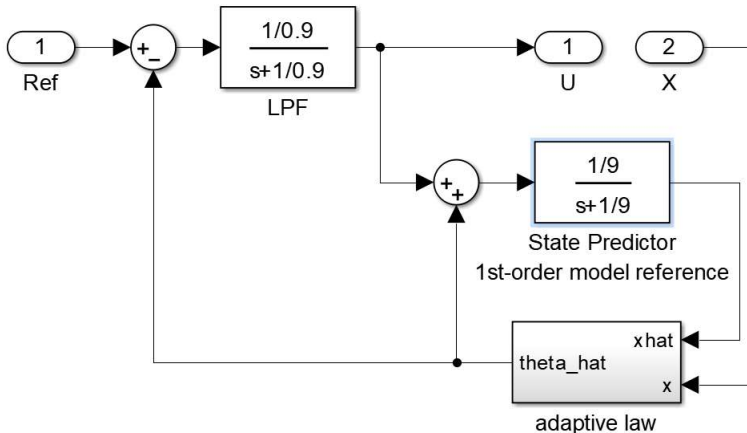 1
Ref
+
−
1/0.9
s+1/0.9
LPF
1
U
2
X
+
+
1/9
s+1/9
State Predictor
1st-order model reference
xhat
theta_hat
x
adaptive law